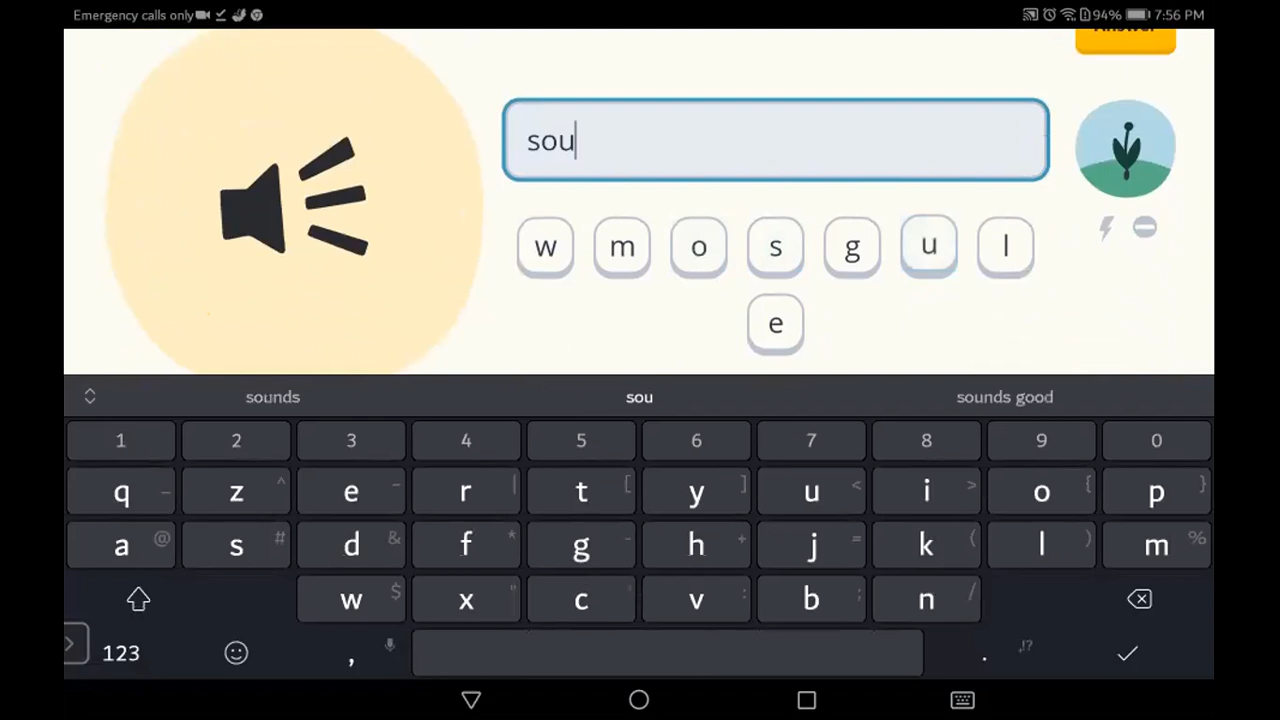 Emergency calls only 94% 7:56 PM
Answer
sou
w m o s g u l
e
sounds sou sounds good
1 2 3 4 5 6 7 8 9 0
q _ z ^ e ~ r | t [ y ] u < i > o { p }
a @ s # d & f * g - h + j = k ( l ) m %
w $ x " c ' v : b ; n /
123 , . ,!?